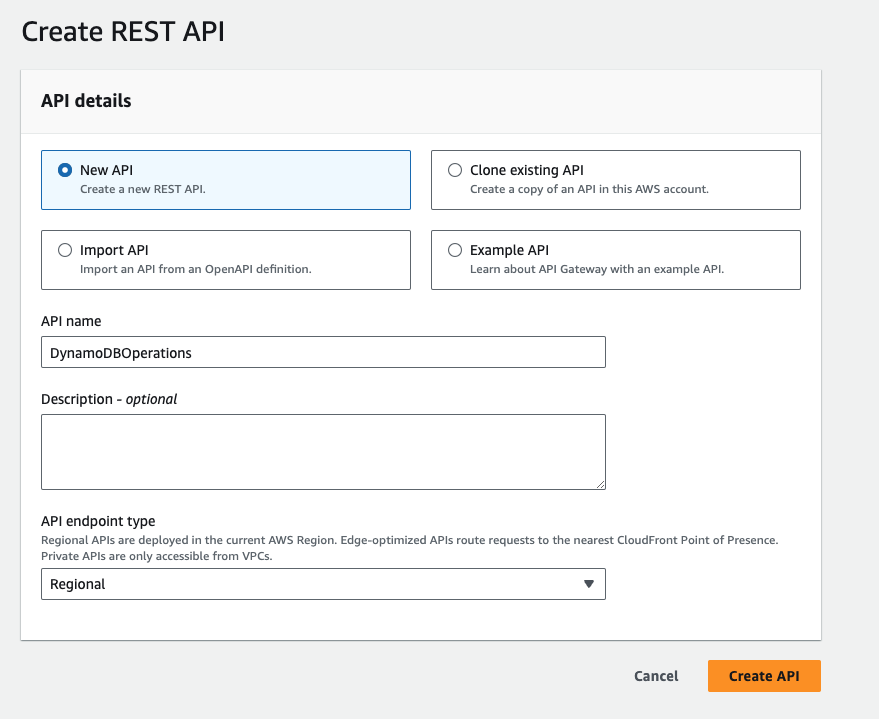 Create REST API
API details
New API
Create a new REST API.
Clone existing API
Create a copy of an API in this AWS account.
Import API
Import an API from an OpenAPI definition.
Example API
Learn about API Gateway with an example API.
API name
DynamoDBOperations
Description - optional
API endpoint type
Regional APIs are deployed in the current AWS Region. Edge-optimized APIs route requests to the nearest CloudFront Point of Presence.
Private APIs are only accessible from VPCs.
Regional
Cancel
Create API